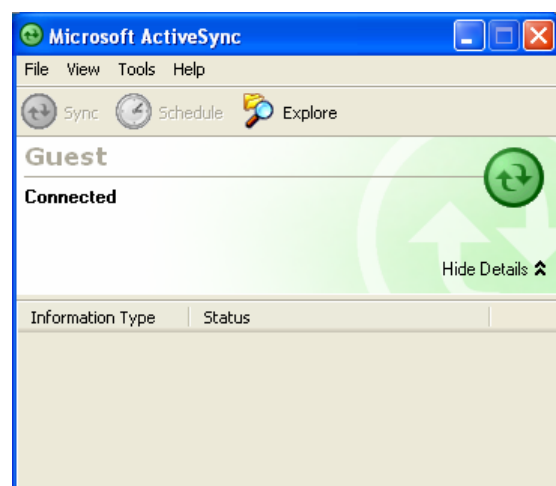 Microsoft ActiveSync
File View Tools Help
Sync Schedule Explore
Guest
Connected
Hide Details
Information Type Status